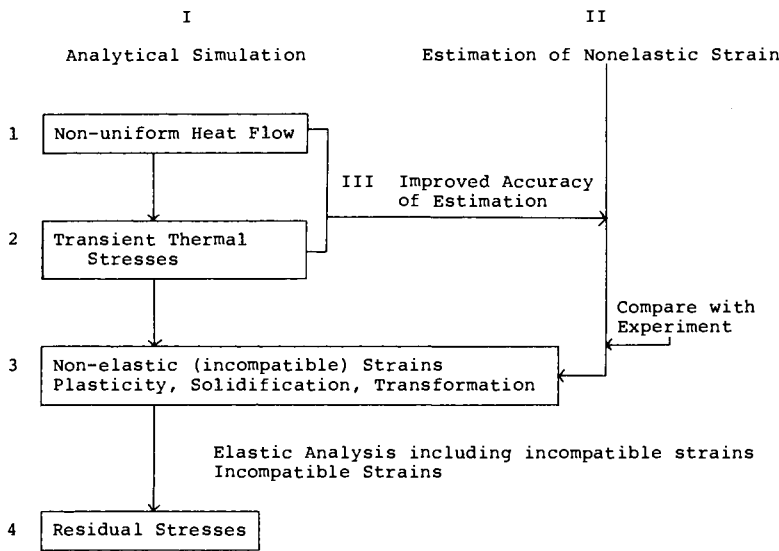 I
II
Analytical Simulation
Estimation of Nonelastic Strain
1
Non-uniform Heat Flow
III Improved Accuracy
of Estimation
2
Transient Thermal
Stresses
Compare with
Experiment
3
Non-elastic (incompatible) Strains
Plasticity, Solidification, Transformation
Elastic Analysis including incompatible strains
Incompatible Strains
4
Residual Stresses